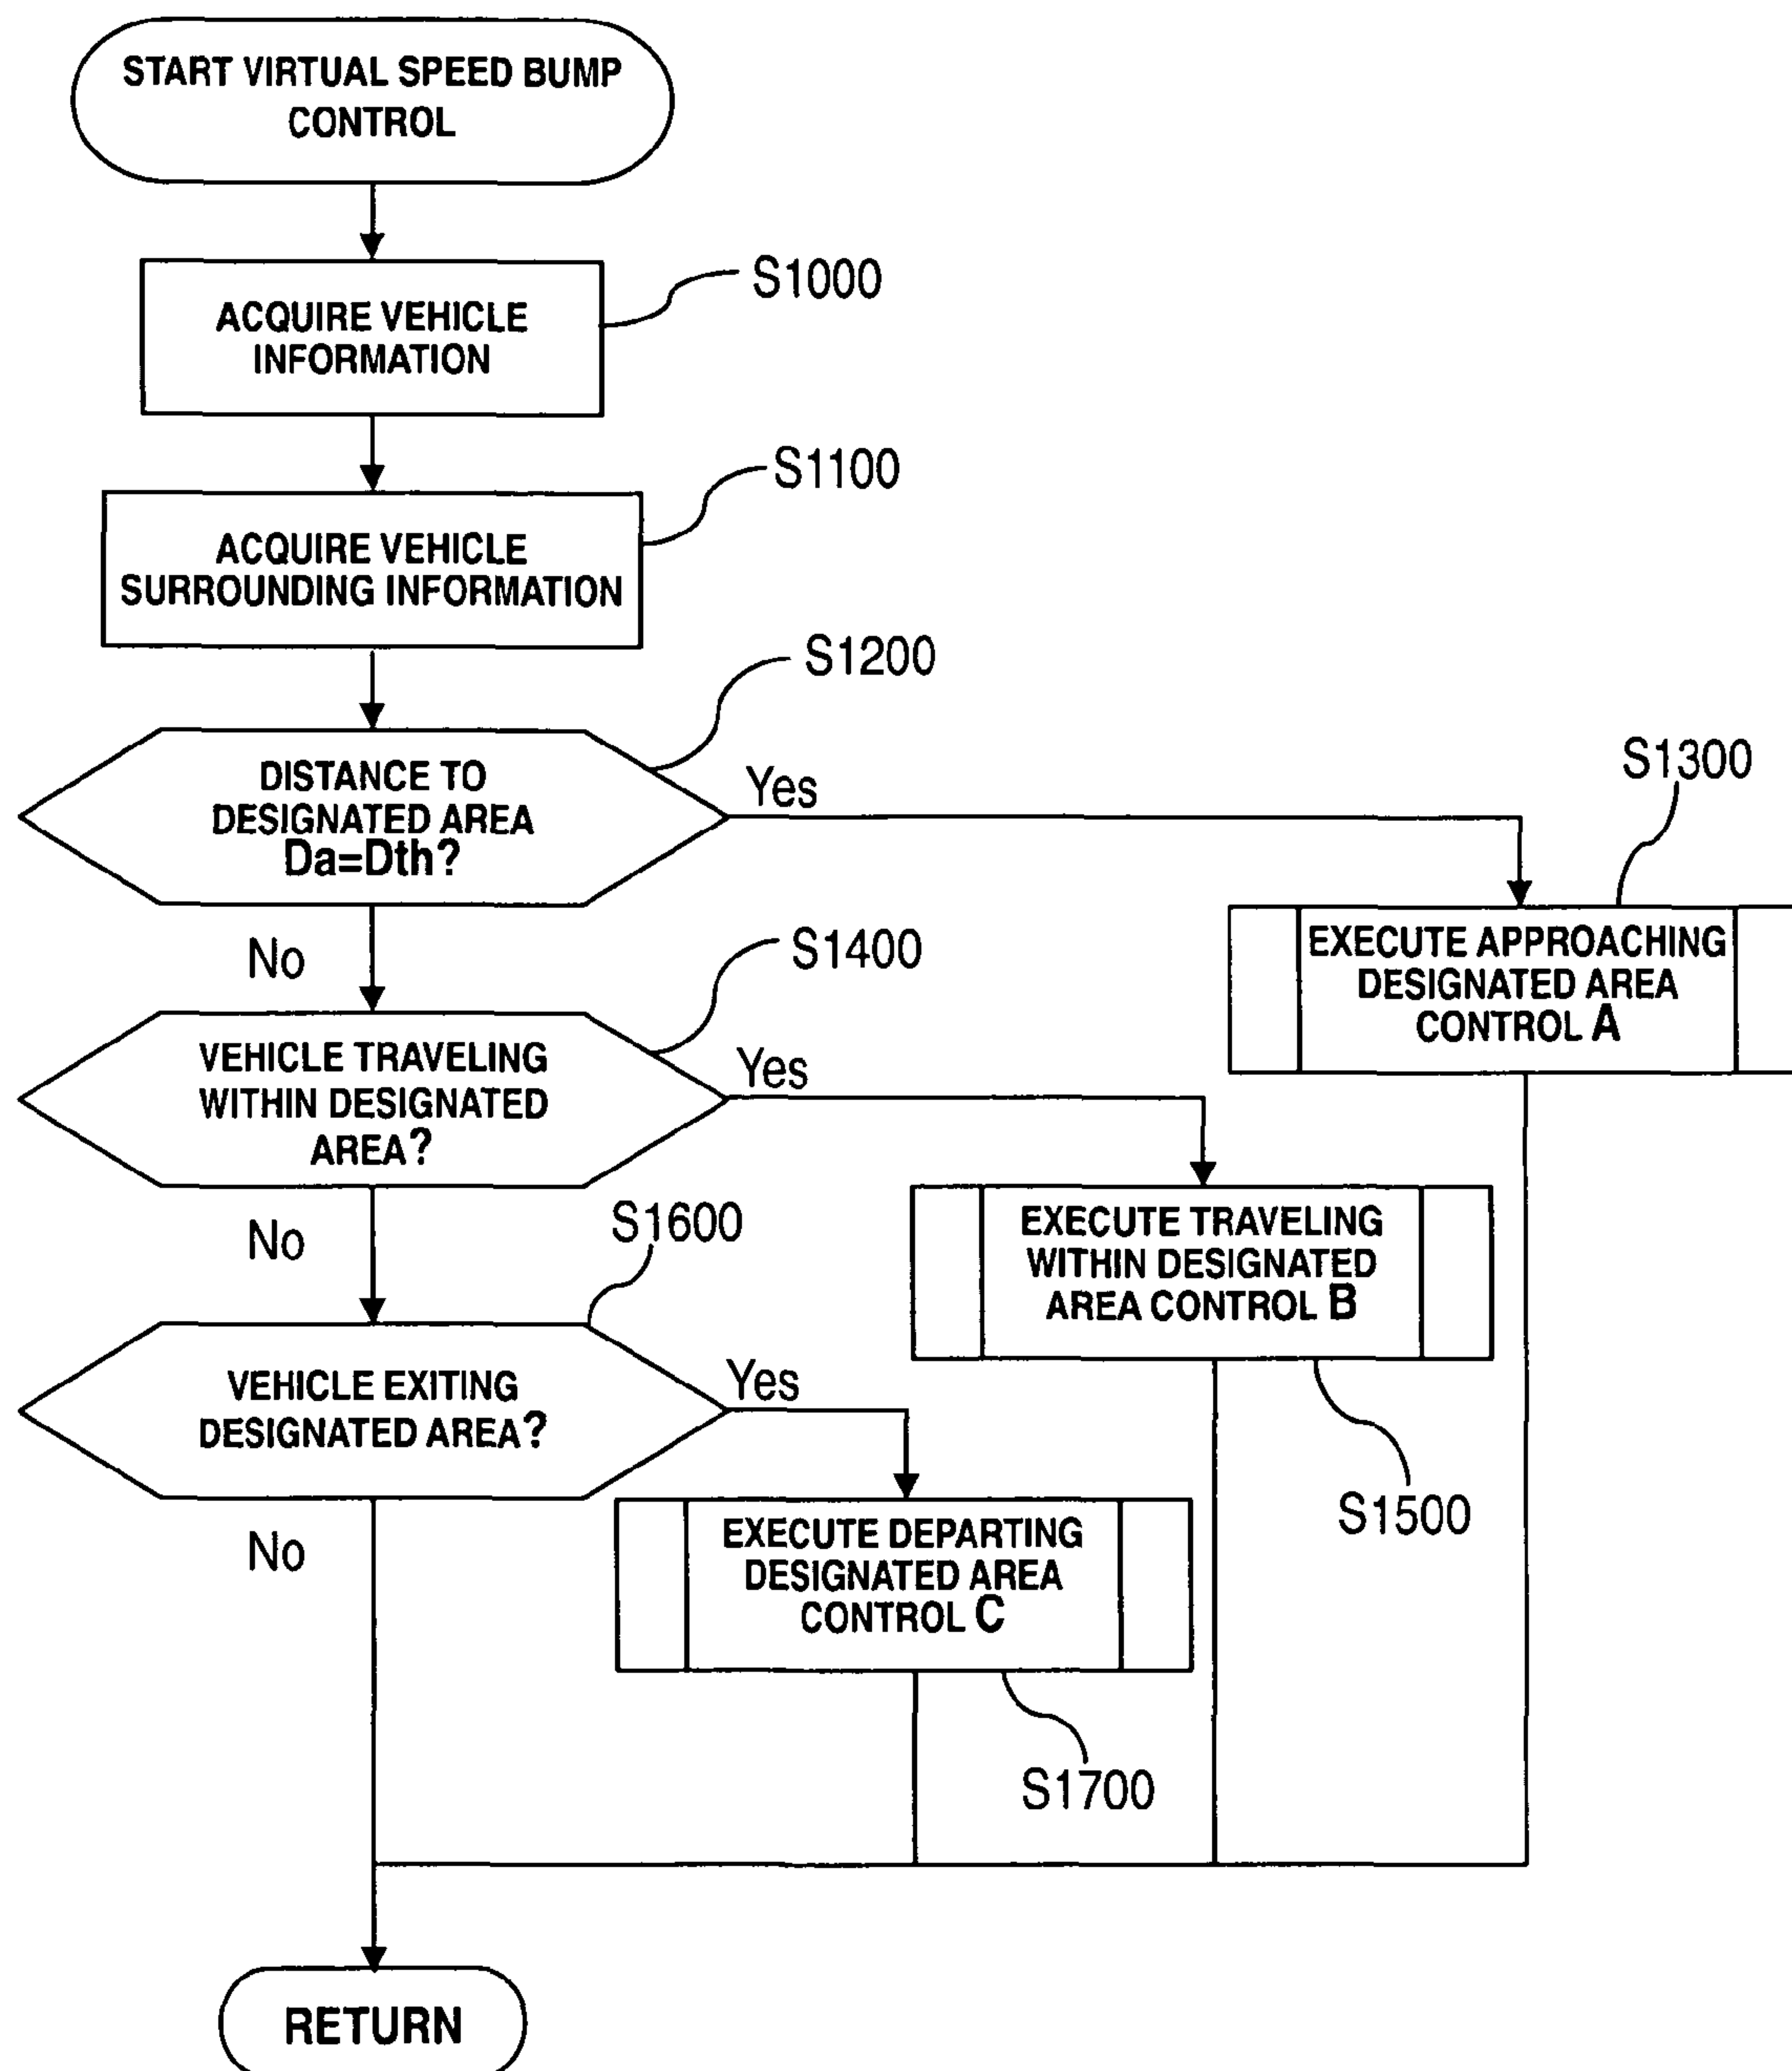 START VIRTUAL SPEED BUMP
CONTROL
S1000
ACQUIRE VEHICLE
INFORMATION
S1100
ACQUIRE VEHICLE
SURROUNDING INFORMATION
S1200
DISTANCE TO
DESIGNATED AREA
Da=Dth?
Yes
S1300
EXECUTE APPROACHING
DESIGNATED AREA
CONTROL A
No
S1400
VEHICLE TRAVELING
WITHIN DESIGNATED
AREA?
Yes
EXECUTE TRAVELING
WITHIN DESIGNATED
AREA CONTROL B
S1500
No
S1600
VEHICLE EXITING
DESIGNATED AREA?
Yes
EXECUTE DEPARTING
DESIGNATED AREA
CONTROL C
S1700
No
RETURN